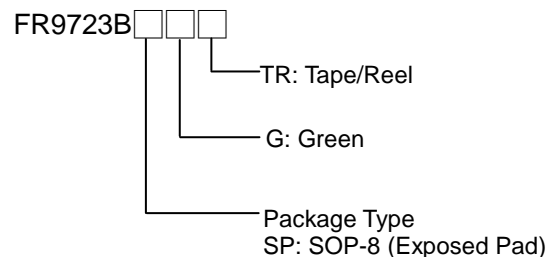 FR9723B
TR: Tape/Reel
G: Green
Package Type
SP: SOP-8 (Exposed Pad)